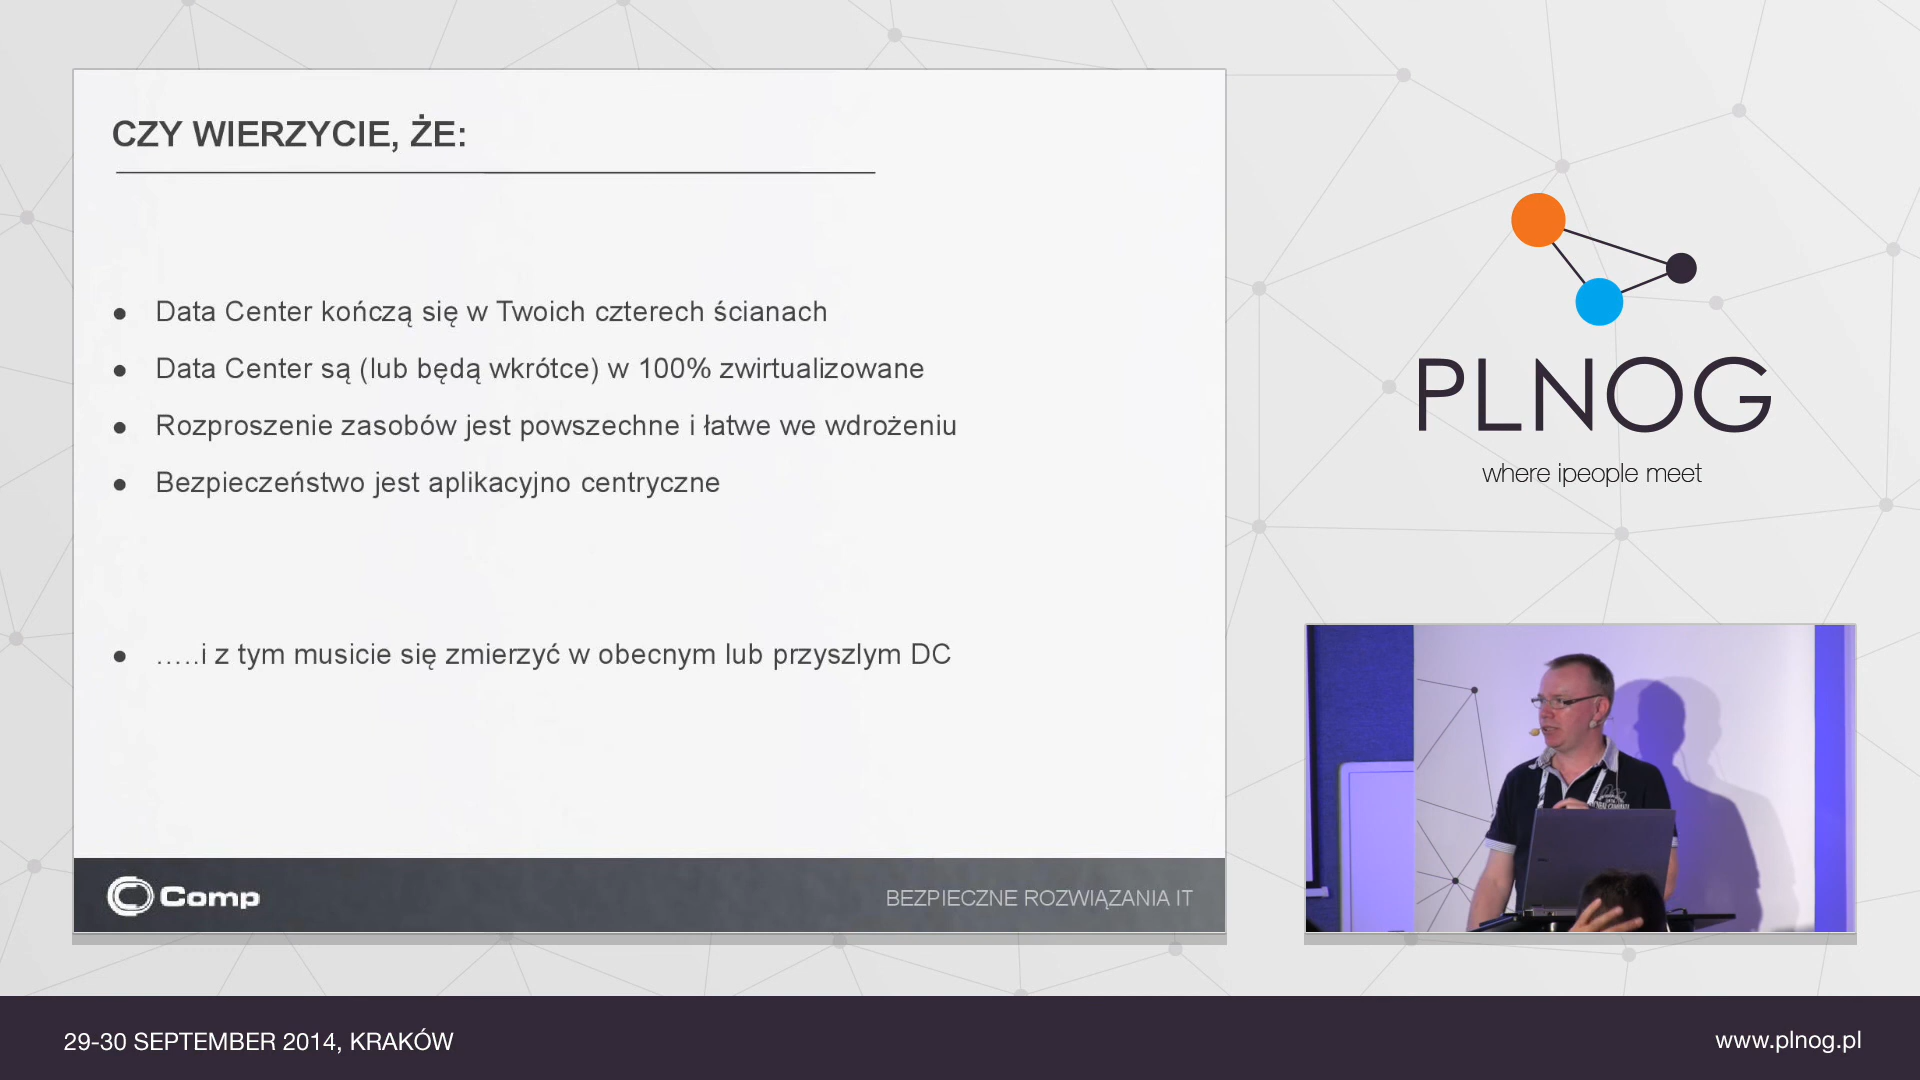 CZY WIERZYCIE, ŻE:
● Data Center kończą się w Twoich czterech ścianach
● Data Center są (lub będą wkrótce) w 100% zwirtualizowane
● Rozproszenie zasobów jest powszechne i łatwe we wdrożeniu
● Bezpieczeństwo jest aplikacyjno centryczne
● …..i z tym musicie się zmierzyć w obecnym lub przyszlym DC
Comp
BEZPIECZNE ROZWIĄZANIA IT
PLNOG
where ipeople meet
29-30 SEPTEMBER 2014, KRAKÓW
www.plnog.pl